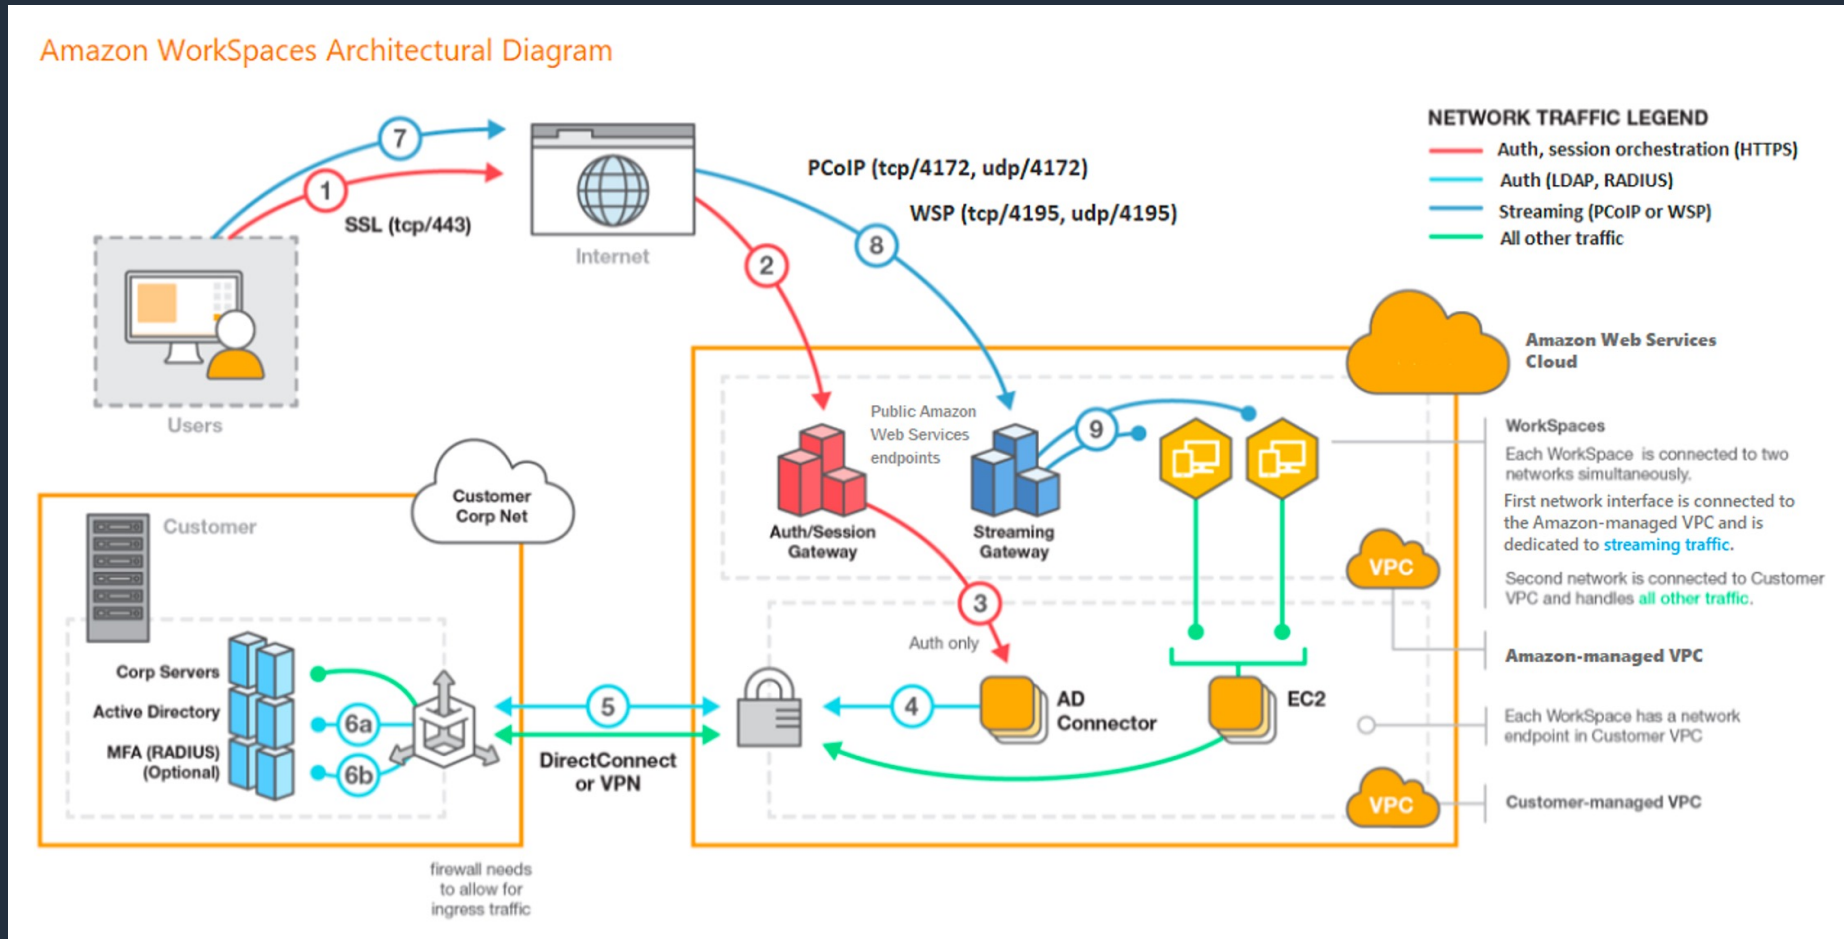 Amazon WorkSpaces Architectural Diagram
7
1
SSL (tcp/443)
Internet
Users
PCoIP (tcp/4172, udp/4172)
WSP (tcp/4195, udp/4195)
2
8
NETWORK TRAFFIC LEGEND
Auth, session orchestration (HTTPS)
Auth (LDAP, RADIUS)
Streaming (PCoIP or WSP)
All other traffic
Amazon Web Services
Cloud
Public Amazon
Web Services
endpoints
9
Auth/Session
Gateway
Streaming
Gateway
WorkSpaces
Each WorkSpace is connected to two
networks simultaneously.
First network interface is connected to
the Amazon-managed VPC and is
dedicated to streaming traffic.
Second network is connected to Customer
VPC and handles all other traffic.
VPC
Amazon-managed VPC
Customer
Corp Net
Customer
Corp Servers
Active Directory
MFA (RADIUS)
(Optional)
6a
6b
5
DirectConnect
or VPN
3
Auth only
4
AD
Connector
EC2
Each WorkSpace has a network
endpoint in Customer VPC
VPC
Customer-managed VPC
firewall needs
to allow for
ingress traffic